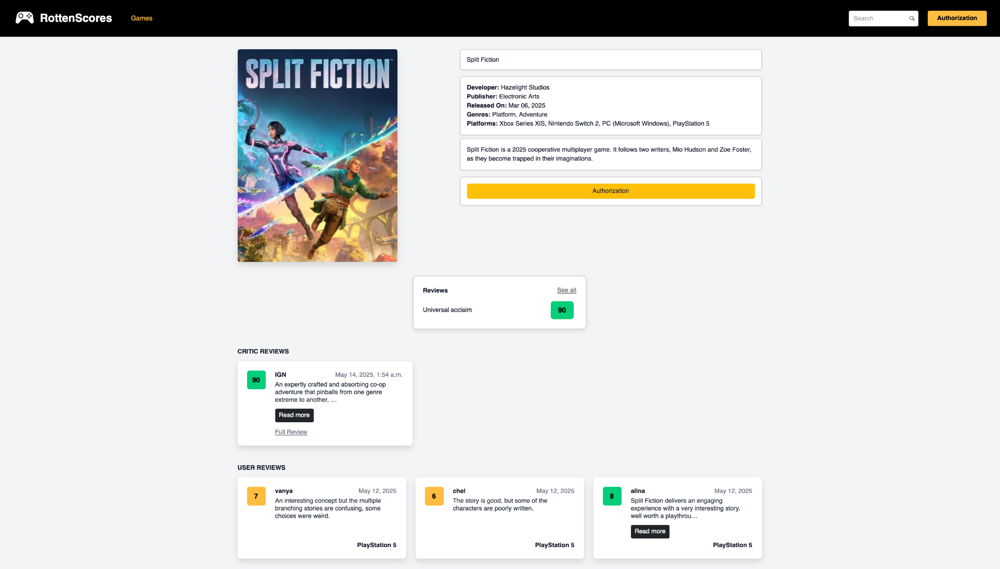 RottenScores
Games
Search
Authorization
SPLIT FICTION™
Split Fiction
Developer: Hazelight Studios
Publisher: Electronic Arts
Released On: Mar 06, 2025
Genres: Platform, Adventure
Platforms: Xbox Series XIS, Nintendo Switch 2, PC (Microsoft Windows), PlayStation 5
Split Fiction is a 2025 cooperative multiplayer game. It follows two writers, Mio Hudson and Zoe Foster,
as they become trapped in their imaginations.
Authorization
Reviews
See all
Universal acclaim
90
CRITIC REVIEWS
90
IGN
May 14, 2025, 1:54 a.m.
An expertly crafted and absorbing co-op
adventure that pinballs from one genre
extreme to another, …
Read more
Full Review
USER REVIEWS
7
vanya
May 12, 2025
An interesting concept but the multiple
branching stories are confusing, some
choices were weird.
PlayStation 5
6
chel
May 12, 2025
The story is good, but some of the
characters are poorly written.
PlayStation 5
8
alina
May 12, 2025
Split Fiction delivers an engaging
experience with a very interesting story,
well worth a playthrou…
Read more
PlayStation 5